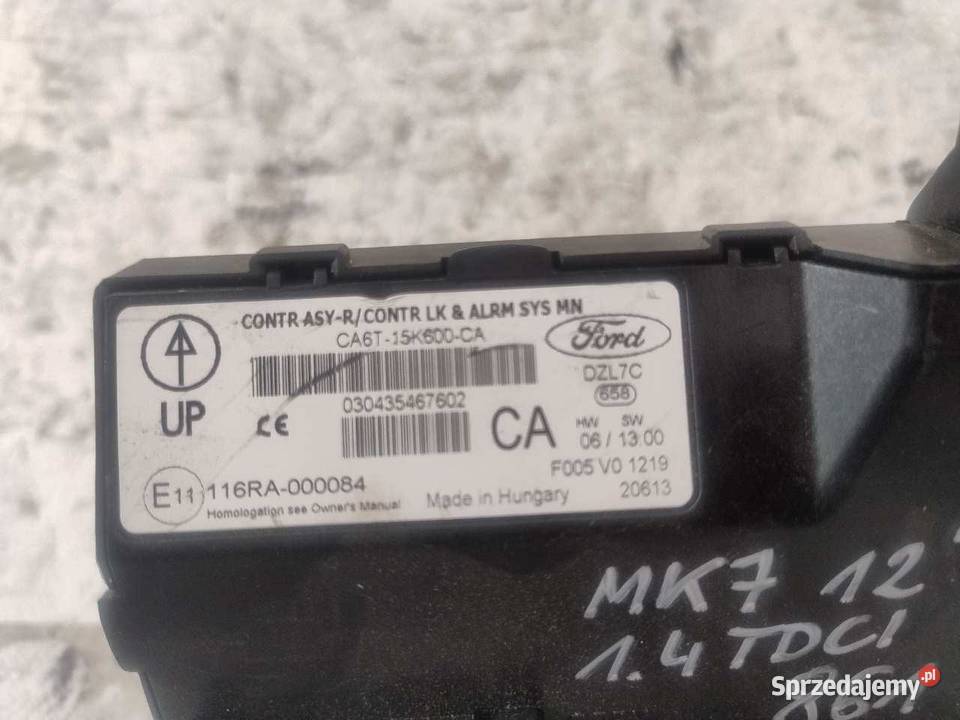 CONTR ASY-R/CONTR LK & ALRM SYS MN
CA6T-15K600-CA
Ford
DZL7C
658
UP
CE
030435467602
CA
HW SW
06 / 13:00
F005 V0 1219
20613
E11 116RA-000084
Homologation see Owner's Manual
Made in Hungary
MK7 12
1.4 TDCI
Sprzedajemy.pl